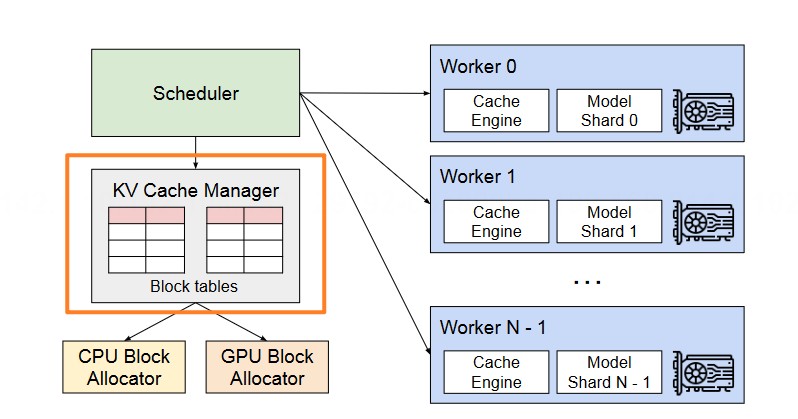 Scheduler
KV Cache Manager
Block tables
CPU Block
Allocator
GPU Block
Allocator
Worker 0
Cache
Engine
Model
Shard 0
Worker 1
Cache
Engine
Model
Shard 1
...
Worker N - 1
Cache
Engine
Model
Shard N - 1